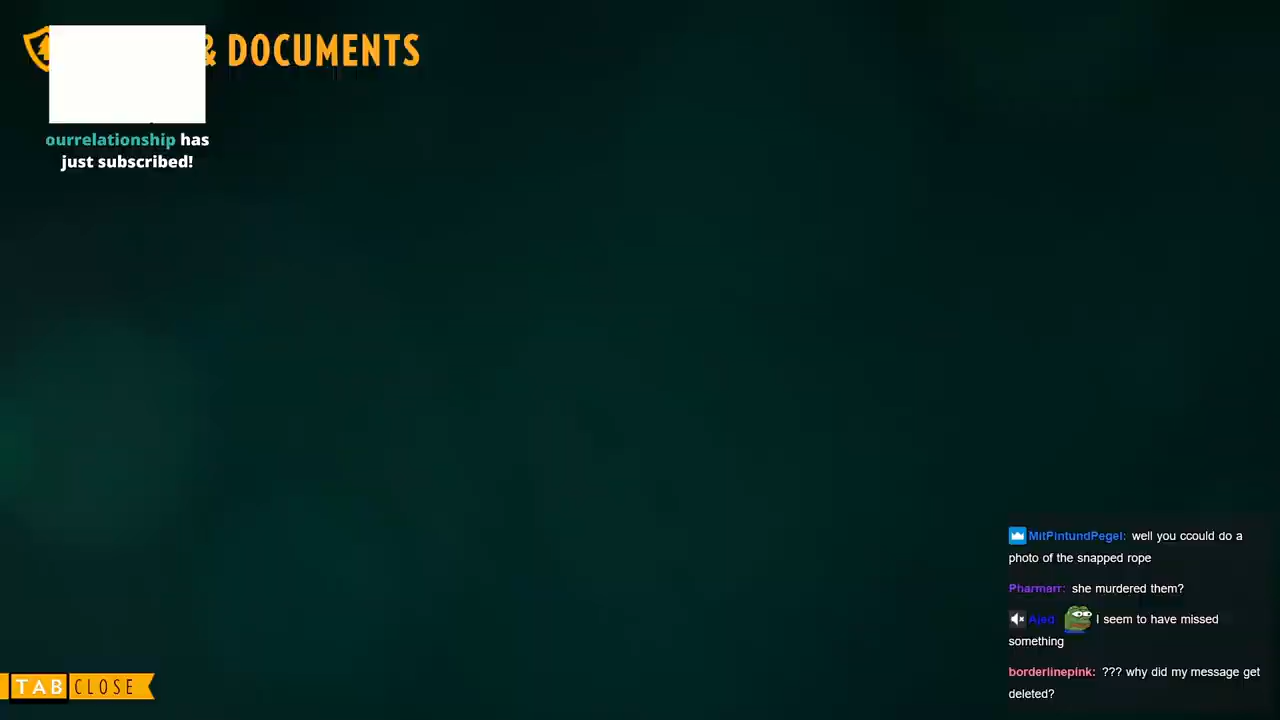 & DOCUMENTS
ourrelationship has
just subscribed!
MitPintundPegel: well you ccould do a
photo of the snapped rope
Pharmarr: she murdered them?
Ajed I seem to have missed
something
borderlinepink: ??? why did my message get
deleted?
TAB CLOSE